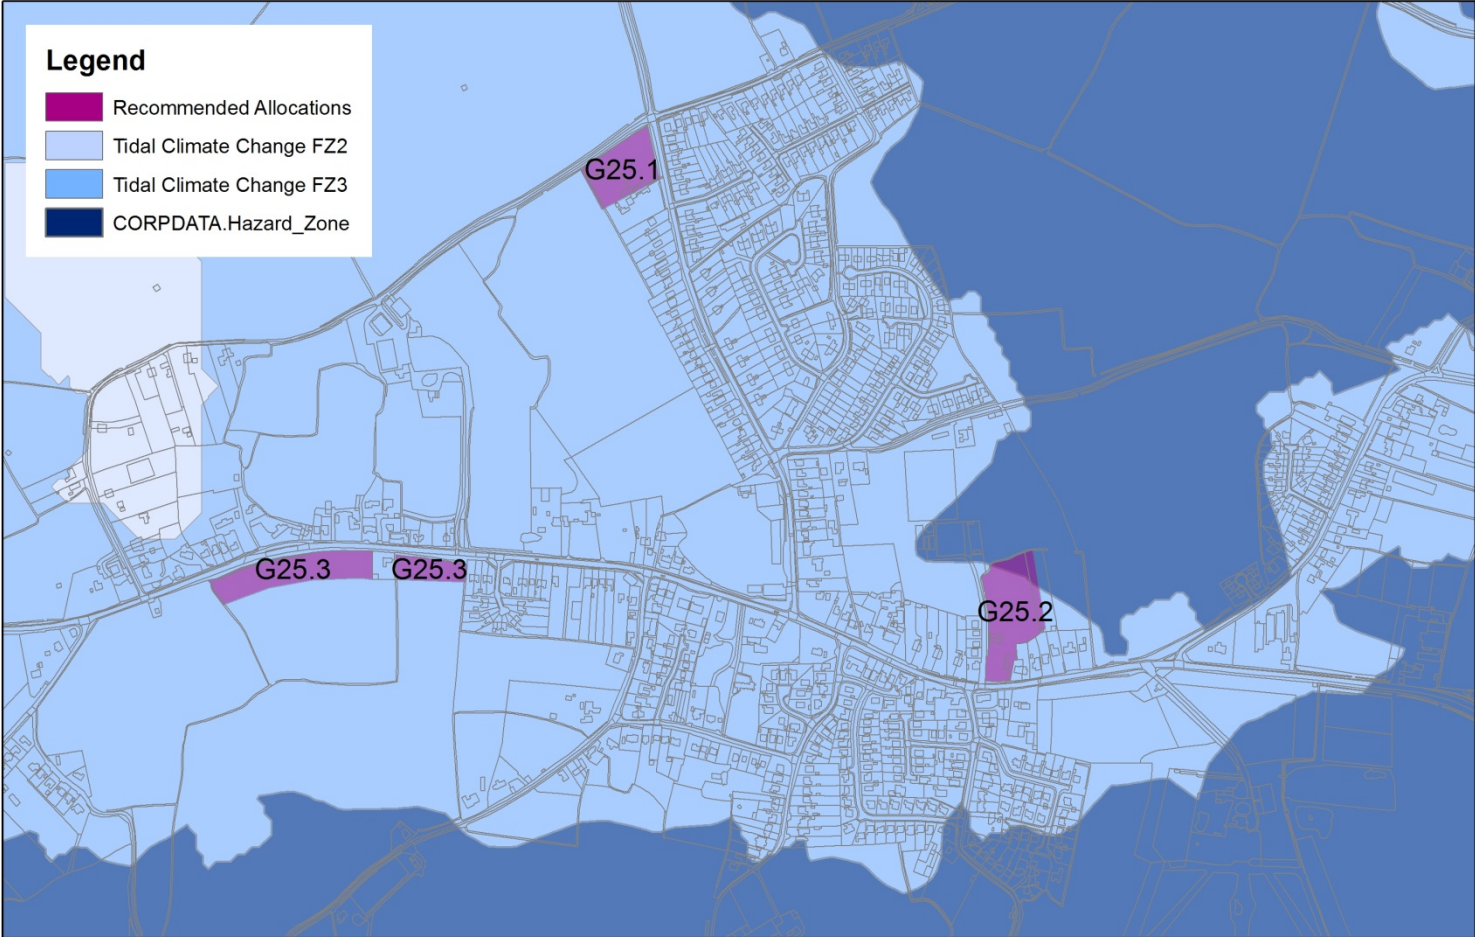 Legend
Recommended Allocations
Tidal Climate Change FZ2
Tidal Climate Change FZ3
CORPDATA.Hazard_Zone
G25.1
G25.3
G25.3
G25.2